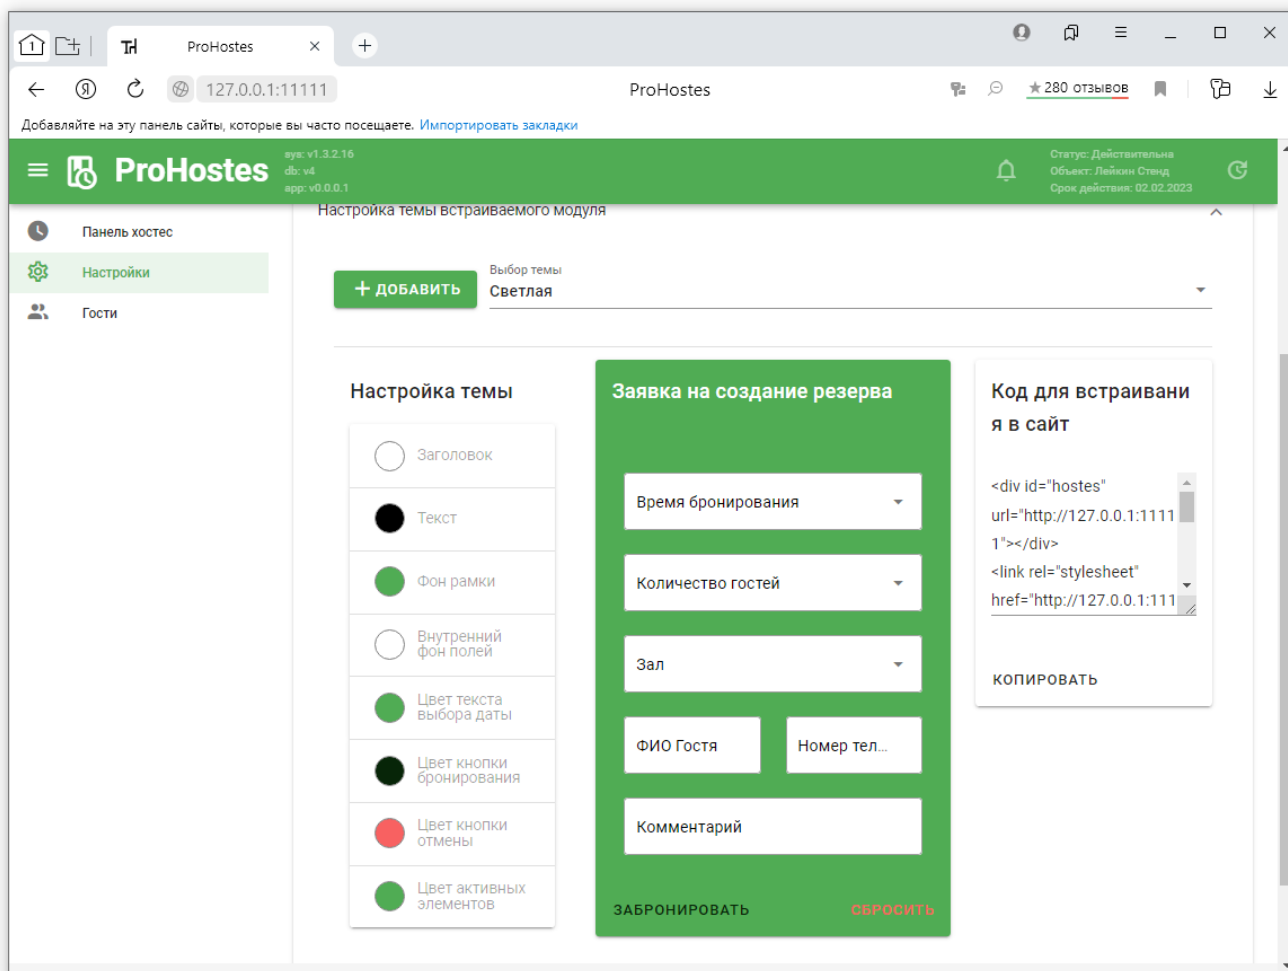 1
ProHostes
Я
127.0.0.1:11111
ProHostes
280 отзывов
Добавляйте на эту панель сайты, которые вы часто посещаете. Импортировать закладки
ProHostes
sys: v1.3.2.16
db: v4
app: v0.0.0.1
Статус: Действительна
Объект: Лейкин Стенд
Срок действия: 02.02.2023
Панель хостес
Настройки
Гости
Настройка темы встраиваемого модуля
+ ДОБАВИТЬ
Выбор темы
Светлая
Настройка темы
Заголовок
Текст
Фон рамки
Внутренний
фон полей
Цвет текста
выбора даты
Цвет кнопки
бронирования
Цвет кнопки
отмены
Цвет активных
элементов
Заявка на создание резерва
Время бронирования
Количество гостей
Зал
ФИО Гостя
Номер тел...
Комментарий
ЗАБРОНИРОВАТЬ
СБРОСИТЬ
Код для встраивани
я в сайт
<div id="hostes"
url="http://127.0.0.1:1111
1"></div>
<link rel="stylesheet"
href="http://127.0.0.1:111
КОПИРОВАТЬ